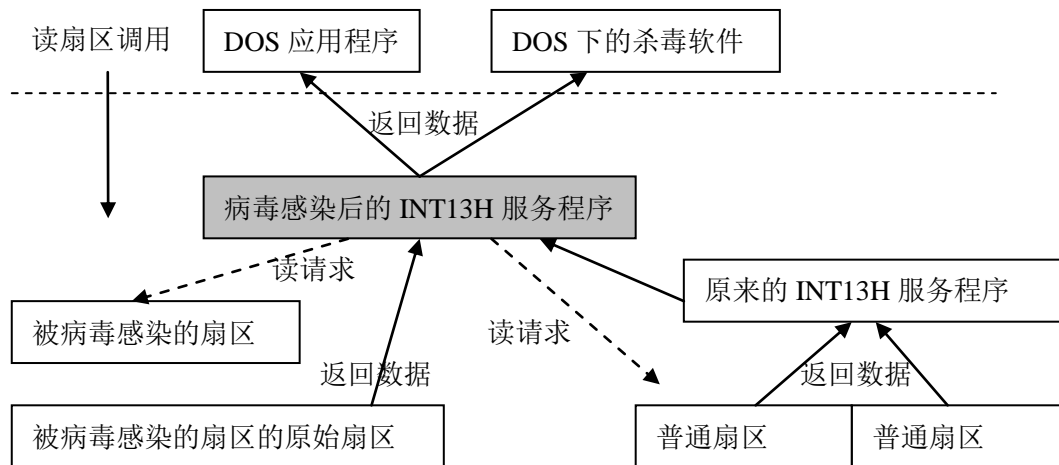 读扇区调用
DOS 应用程序
DOS 下的杀毒软件
返回数据
病毒感染后的 INT13H 服务程序
读请求
原来的 INT13H 服务程序
被病毒感染的扇区
读请求
返回数据
返回数据
被病毒感染的扇区的原始扇区
普通扇区
普通扇区